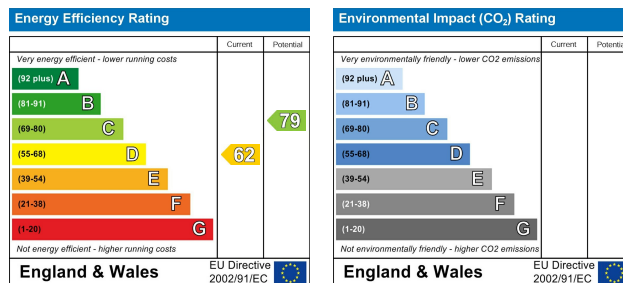 Energy Efficiency Rating
Current Potential
Very energy efficient - lower running costs
(92 plus) A
(81-91) B
(69-80) C
79
(55-68) D
62
(39-54) E
(21-38) F
(1-20) G
Not energy efficient - higher running costs
England & Wales
EU Directive
2002/91/EC
Environmental Impact (CO2) Rating
Current Potential
Very environmentally friendly - lower CO2 emissions
(92 plus) A
(81-91) B
(69-80) C
(55-68) D
(39-54) E
(21-38) F
(1-20) G
Not environmentally friendly - higher CO2 emissions
England & Wales
EU Directive
2002/91/EC